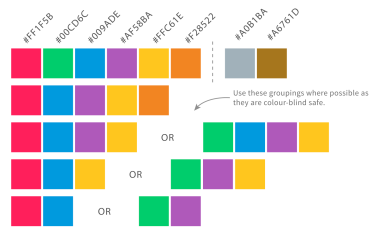 #FF1F5B
#00CD6C
#009ADE
#AF58BA
#FFC61E
#F28522
#A0B1BA
#A6761D
Use these groupings where possible as
they are colour-blind safe.
OR
OR
OR